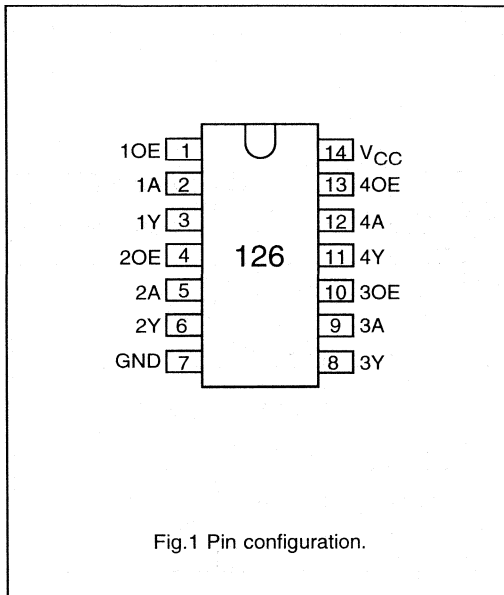 1OE 1 14 VCC
1A 2 13 4OE
1Y 3 12 4A
2OE 4 126 11 4Y
2A 5 10 3OE
2Y 6 9 3A
GND 7 8 3Y
Fig.1 Pin configuration.